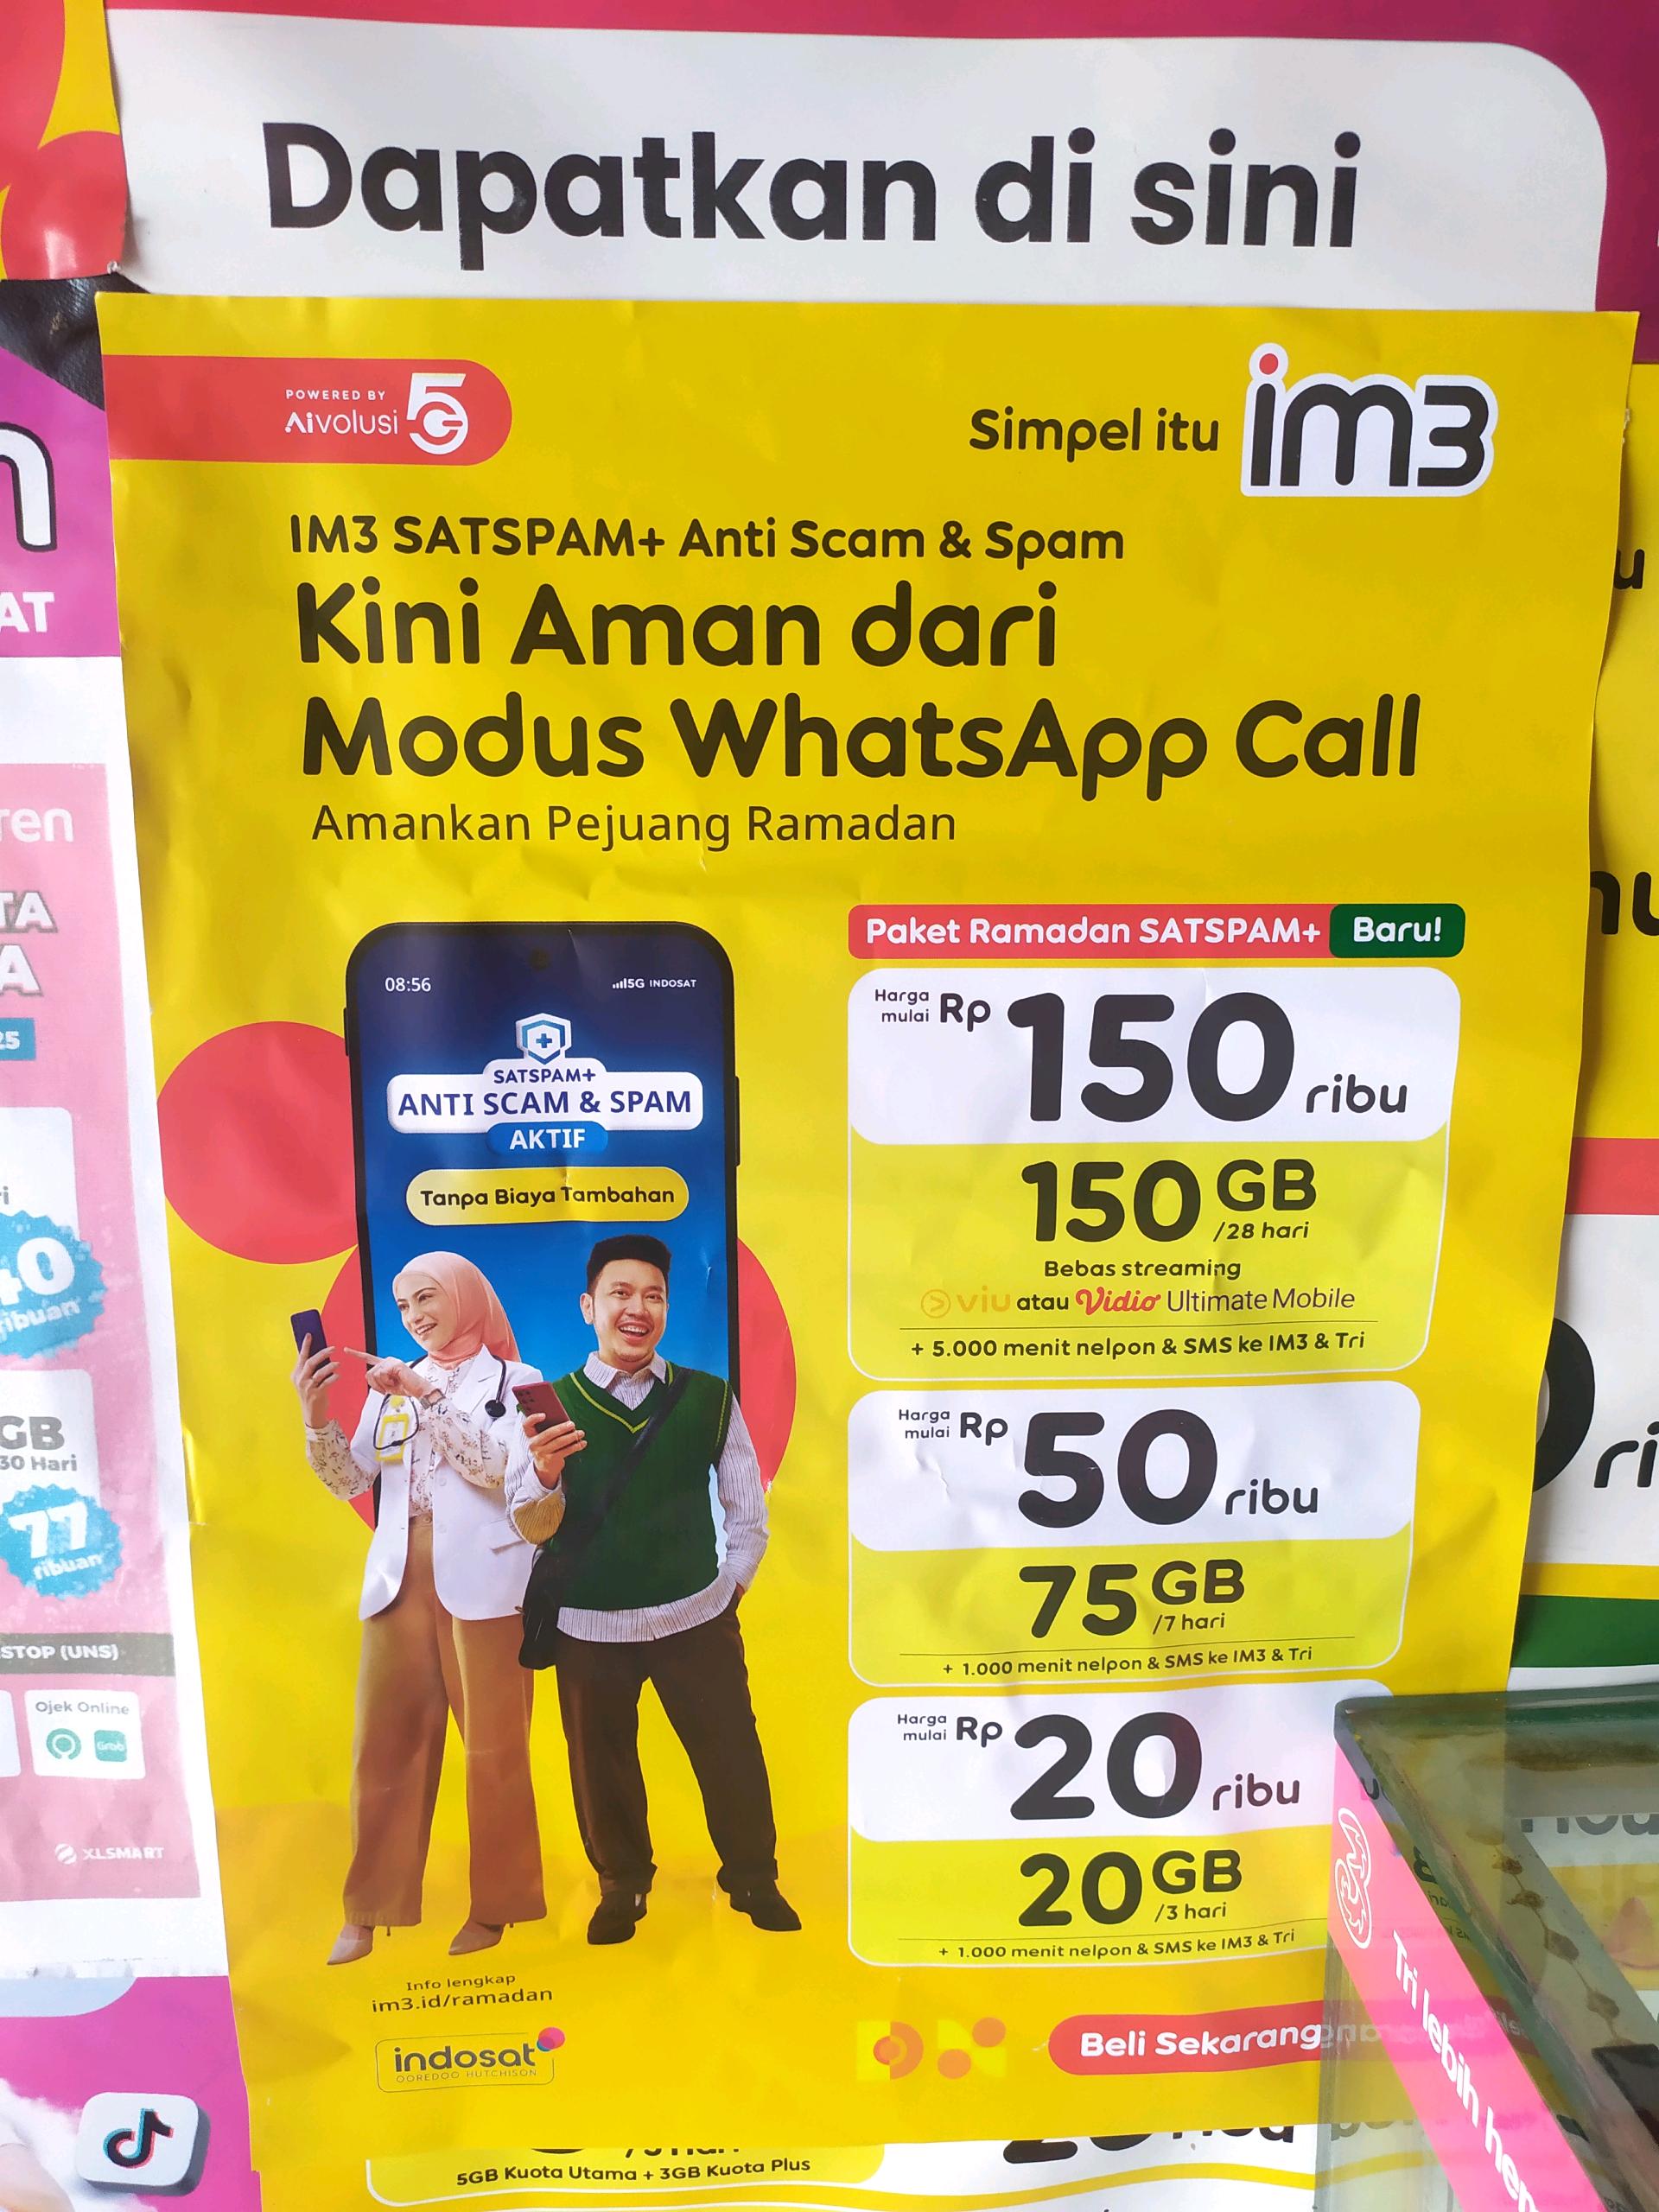 Dapatkan di sini
POWERED BY
Aivolusi 5G
Simpel itu im3
IM3 SATSPAM+ Anti Scam & Spam
Kini Aman dari
Modus WhatsApp Call
Amankan Pejuang Ramadan
08:56
5G INDOSAT
SATSPAM+
ANTI SCAM & SPAM
AKTIF
Tanpa Biaya Tambahan
Paket Ramadan SATSPAM+ Baru!
Harga mulai Rp 150 ribu
150 GB
/28 hari
Bebas streaming
viu atau Vidio Ultimate Mobile
+ 5.000 menit nelpon & SMS ke IM3 & Tri
Harga mulai Rp 50 ribu
75 GB
/7 hari
+ 1.000 menit nelpon & SMS ke IM3 & Tri
Harga mulai Rp 20 ribu
20 GB
/3 hari
+ 1.000 menit nelpon & SMS ke IM3 & Tri
Info lengkap
im3.id/ramadan
indosat
OOREDOO HUTCHISON
Beli Sekarang
5GB Kuota Utama + 3GB Kuota Plus
GB
30 Hari
77
ribuan
STOP (UNS)
Ojek Online
Grab
XLSMART
3
Tri lebih